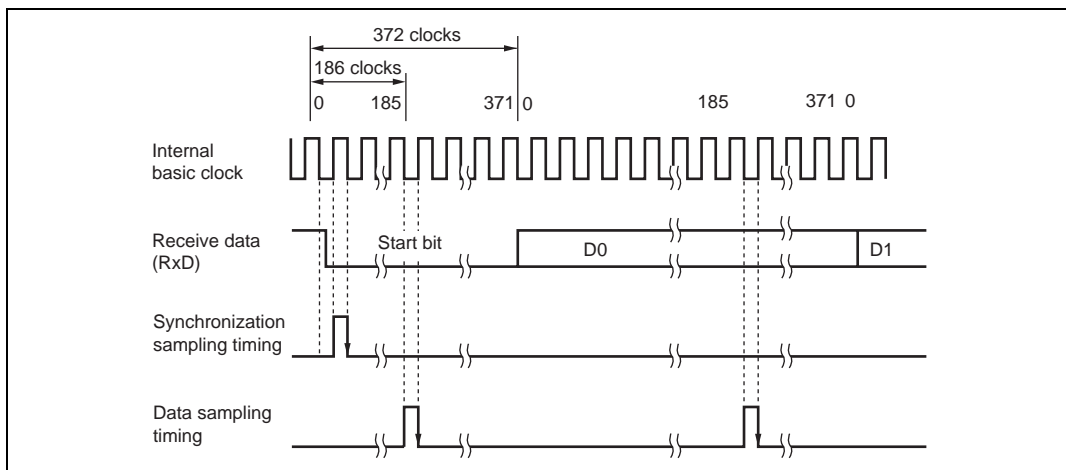 372 clocks
186 clocks
0 185 371 0 185 371 0
Internal
basic clock
Receive data
(RxD)
Start bit D0 D1
Synchronization
sampling timing
Data sampling
timing